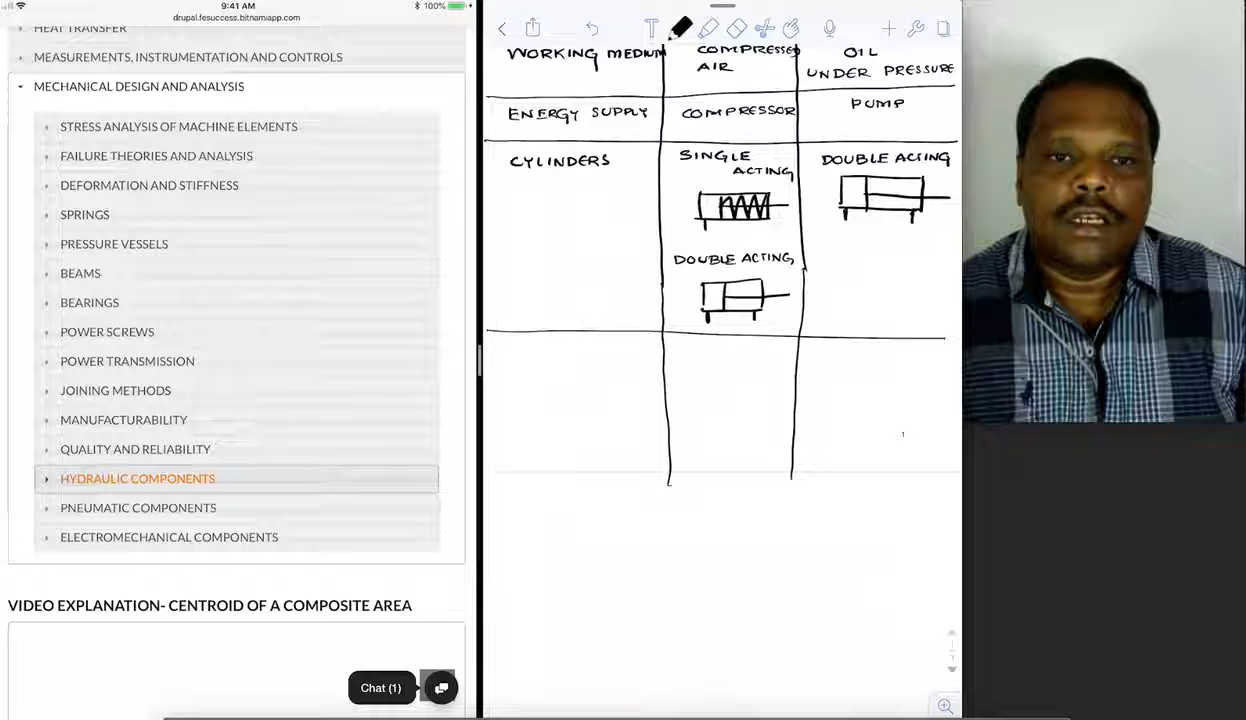 9:41 AM
100%
drupal.fesuccess.bitnamiapp.com
HEAT TRANSFER
MEASUREMENTS, INSTRUMENTATION AND CONTROLS
MECHANICAL DESIGN AND ANALYSIS
STRESS ANALYSIS OF MACHINE ELEMENTS
FAILURE THEORIES AND ANALYSIS
DEFORMATION AND STIFFNESS
SPRINGS
PRESSURE VESSELS
BEAMS
BEARINGS
POWER SCREWS
POWER TRANSMISSION
JOINING METHODS
MANUFACTURABILITY
QUALITY AND RELIABILITY
HYDRAULIC COMPONENTS
PNEUMATIC COMPONENTS
ELECTROMECHANICAL COMPONENTS
VIDEO EXPLANATION- CENTROID OF A COMPOSITE AREA
Chat (1)
WORKING MEDIUM
COMPRESSED
AIR
OIL
UNDER PRESSURE
ENERGY SUPPLY
COMPRESSOR
PUMP
CYLINDERS
SINGLE
ACTING
DOUBLE ACTING
DOUBLE ACTING
1